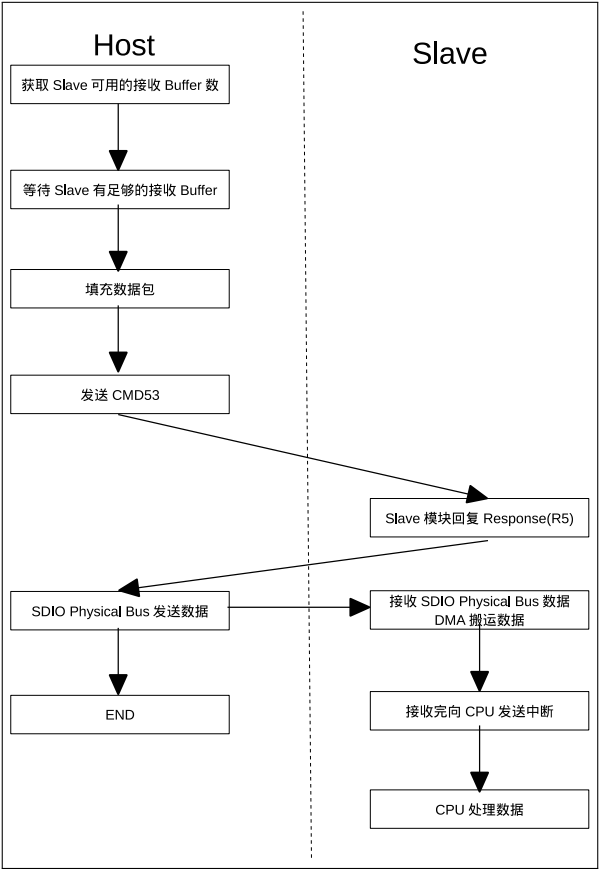 Host
Slave
获取 Slave 可用的接收 Buffer 数
等待 Slave 有足够的接收 Buffer
填充数据包
发送 CMD53
Slave 模块回复 Response(R5)
SDIO Physical Bus 发送数据
接收 SDIO Physical Bus 数据
DMA 搬运数据
END
接收完向 CPU 发送中断
CPU 处理数据